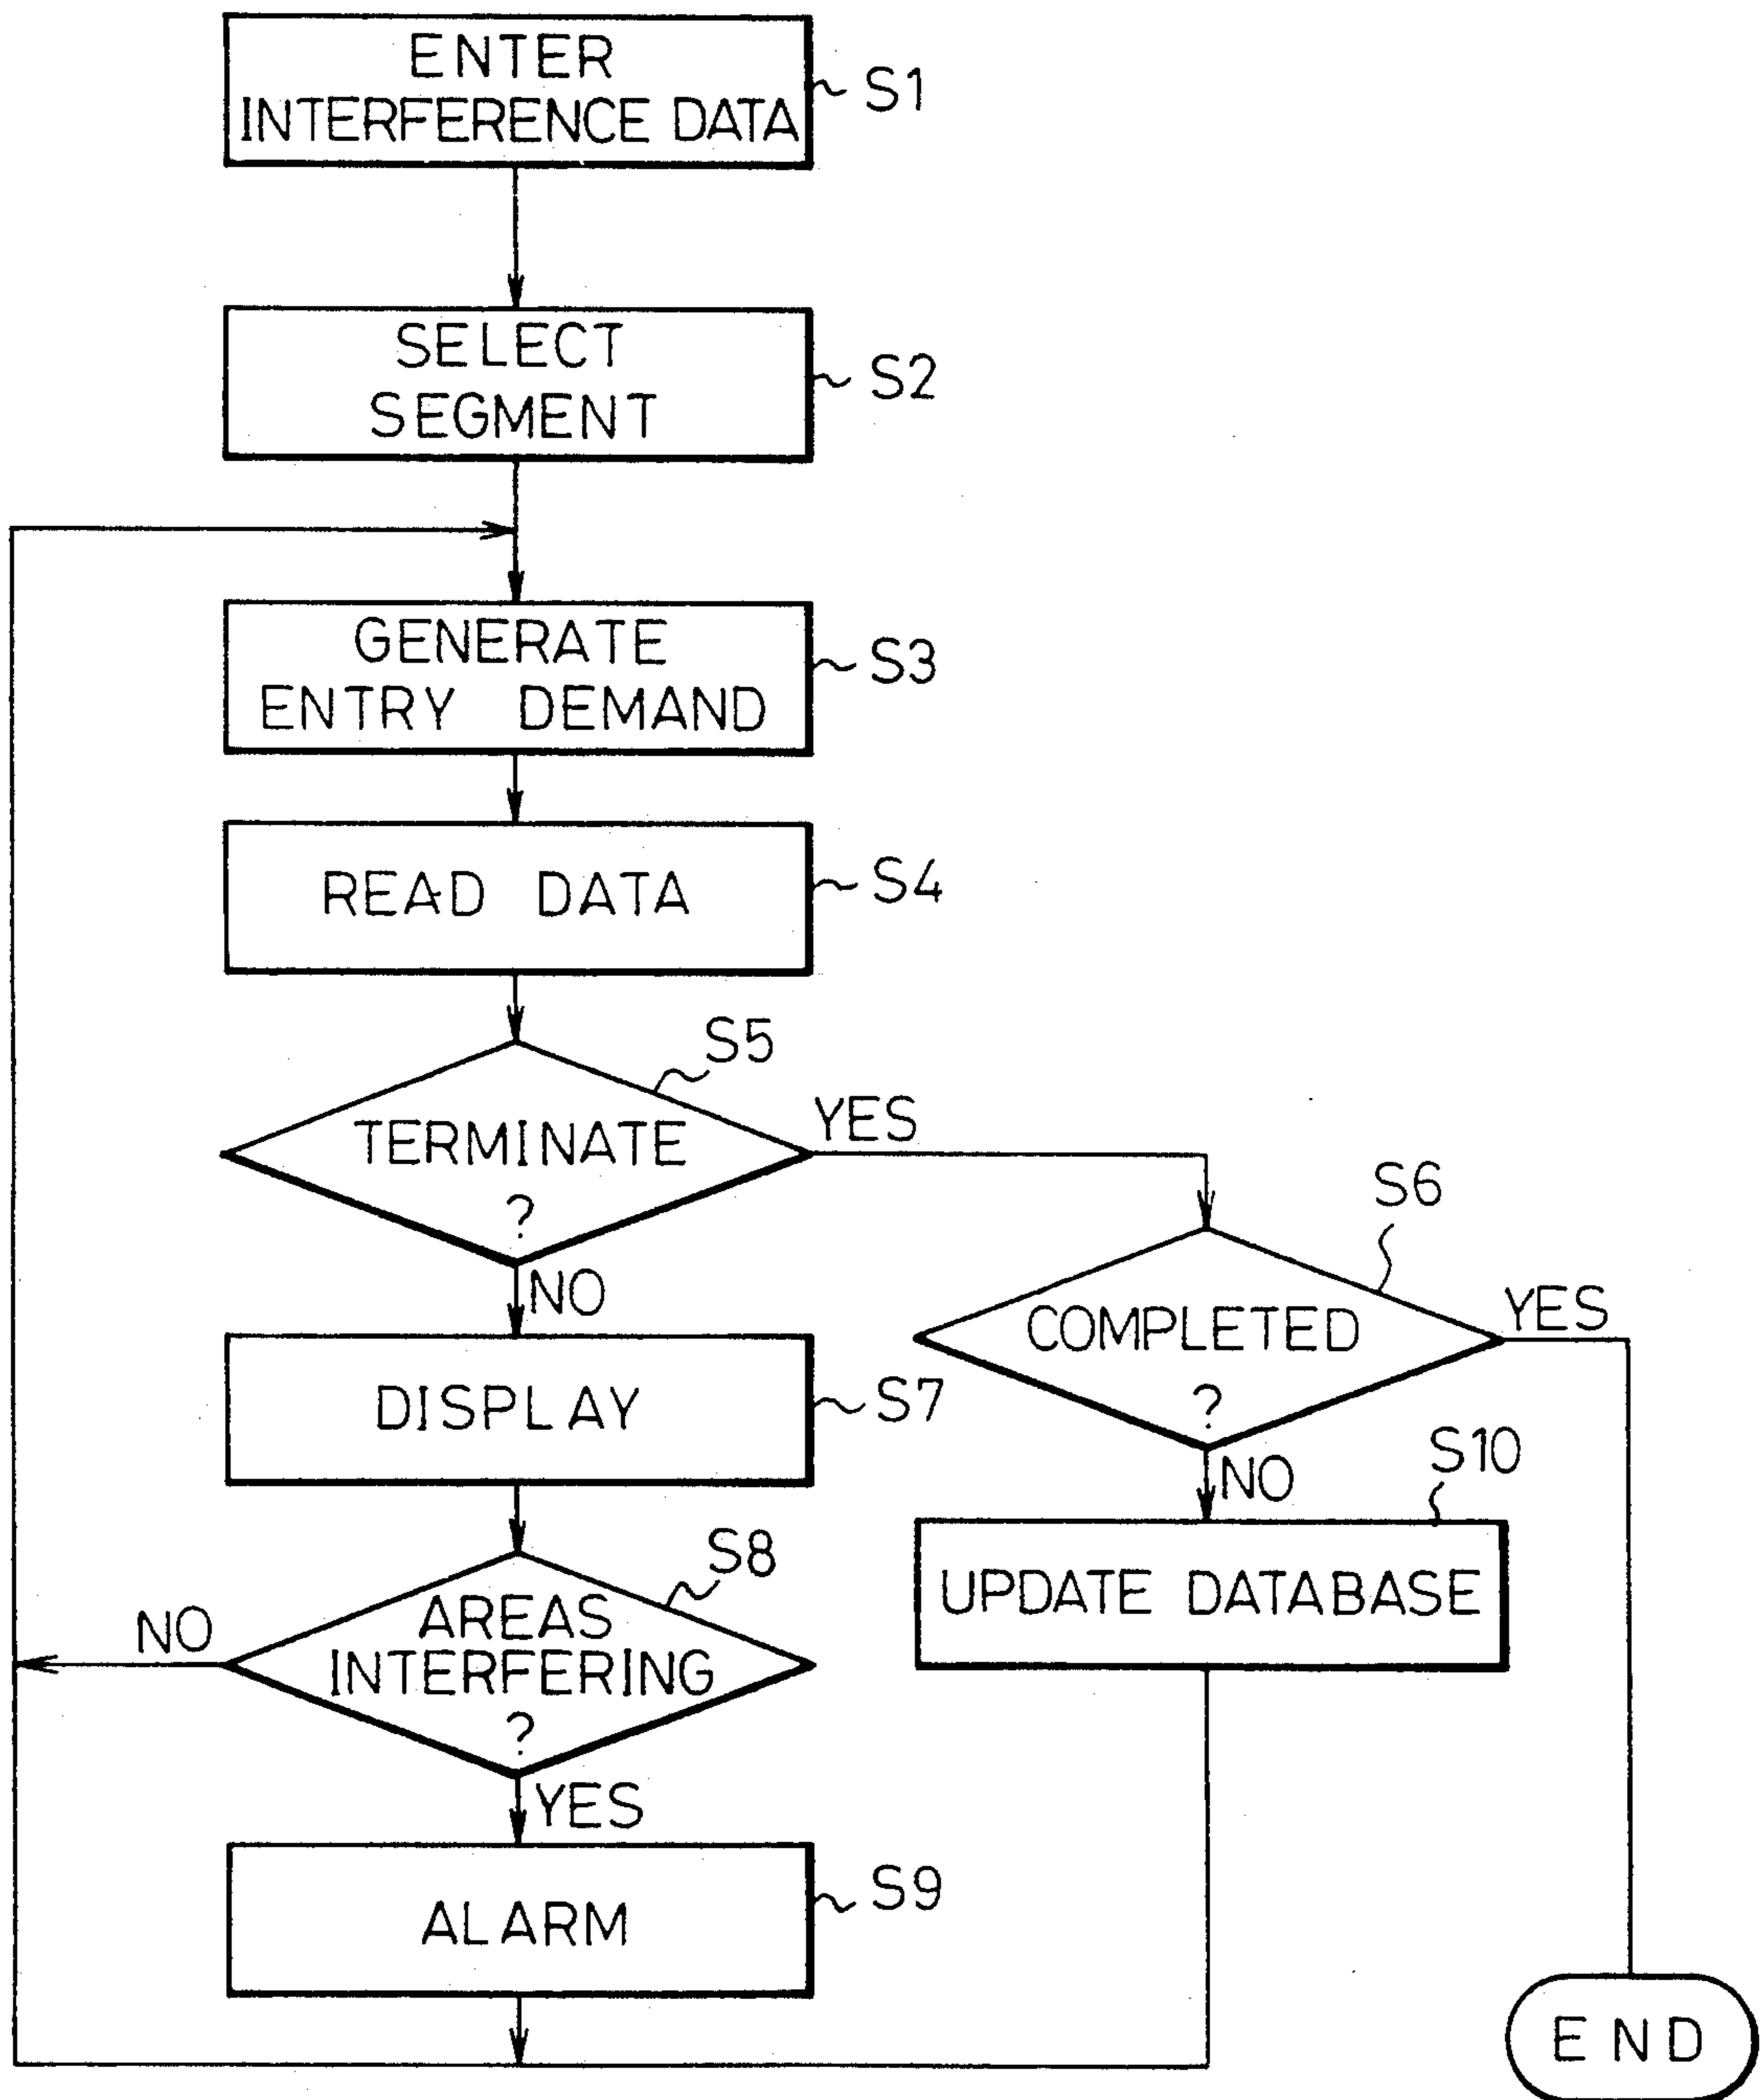 ENTER
INTERFERENCE DATA
S1
SELECT
SEGMENT
S2
GENERATE
ENTRY DEMAND
S3
READ DATA
S4
S5
TERMINATE
?
YES
NO
S6
COMPLETED
?
YES
NO
DISPLAY
S7
S10
UPDATE DATABASE
S8
AREAS
INTERFERING
?
NO
YES
ALARM
S9
END